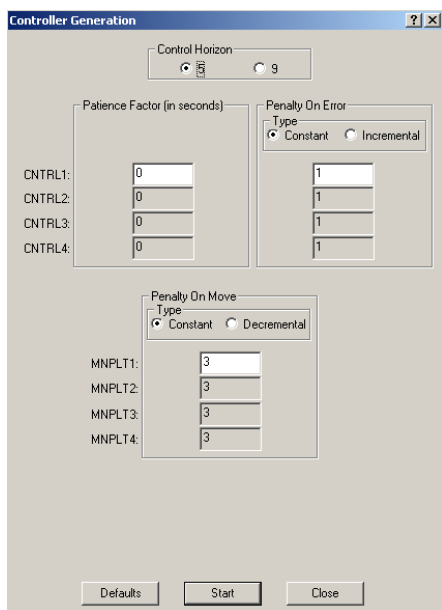 Controller Generation
Control Horizon
5 9
Patience Factor (in seconds) Penalty On Error
Type
Constant Incremental
CNTRL1: 0 1
CNTRL2: 0 1
CNTRL3: 0 1
CNTRL4: 0 1
Penalty On Move
Type
Constant Decremental
MNPLT1: 3
MNPLT2: 3
MNPLT3: 3
MNPLT4: 3
Defaults Start Close